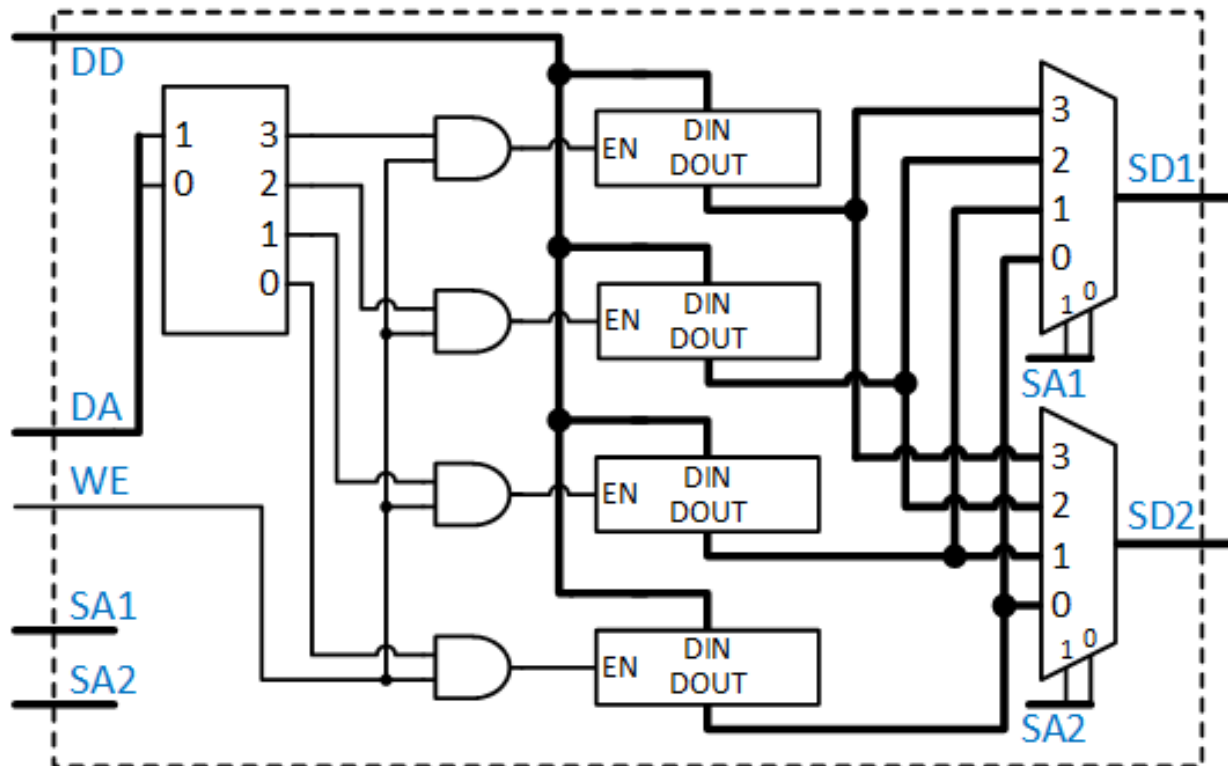 DD
1 3
0 2
1
0
DA
WE
SA1
SA2
EN DIN
DOUT
EN DIN
DOUT
EN DIN
DOUT
EN DIN
DOUT
3
2
1
0
1 0
SA1
SD1
3
2
1
0
1 0
SA2
SD2